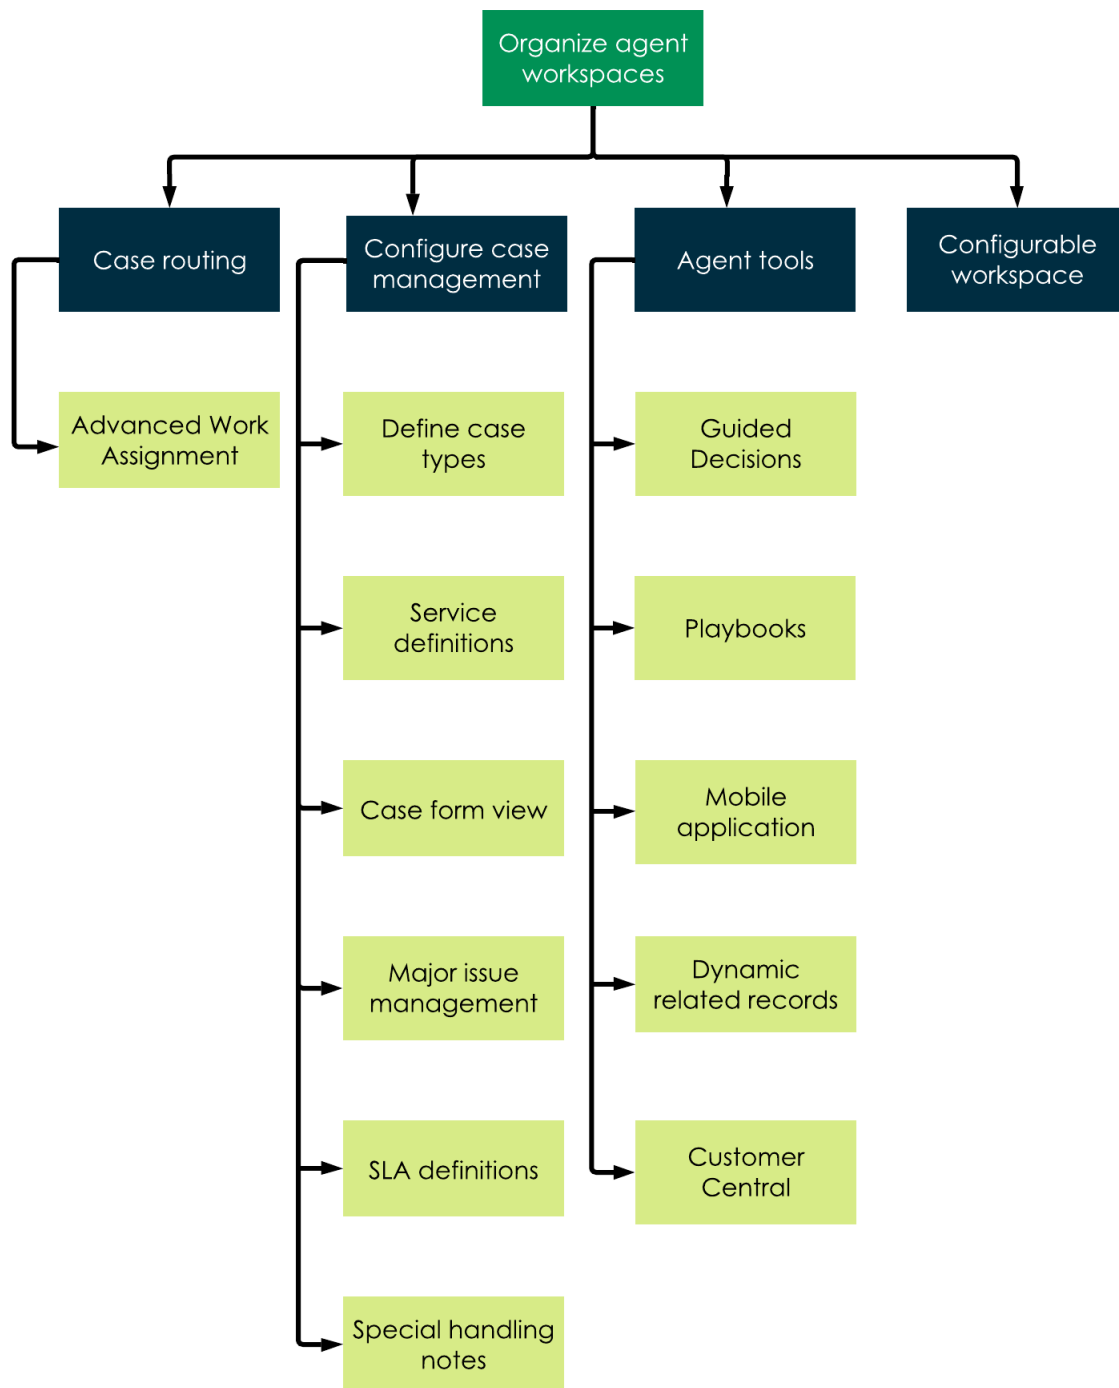 Organize agent
workspaces
Case routing
Configure case
management
Agent tools
Configurable
workspace
Advanced Work
Assignment
Define case
types
Guided
Decisions
Service
definitions
Playbooks
Case form view
Mobile
application
Major issue
management
Dynamic
related records
SLA definitions
Customer
Central
Special handling
notes